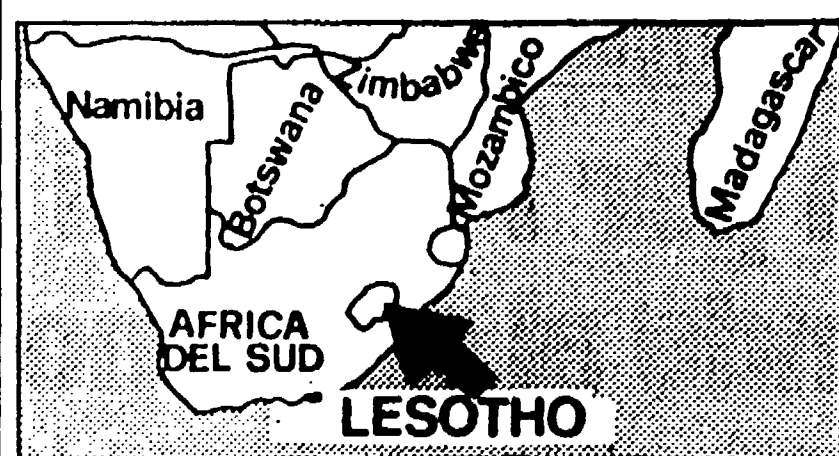 Namibia
Botswana
Zimbabwe
Mozambico
Madagascar
AFRICA
DEL SUD
LESOTHO